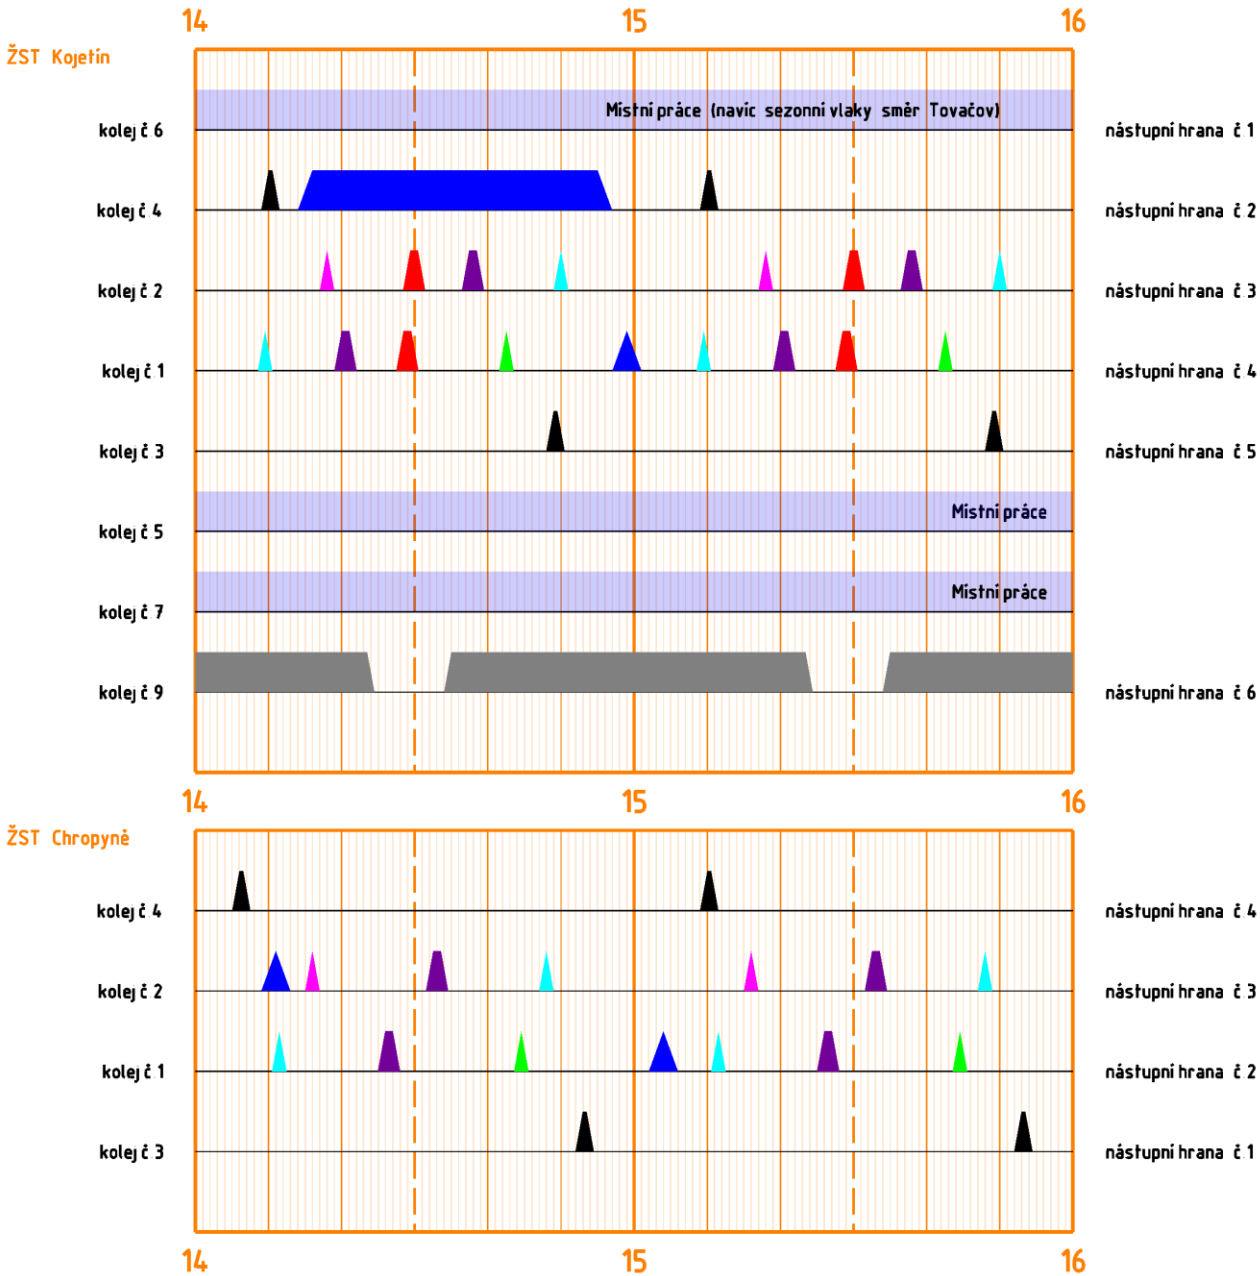 14 15 16
ŽST Kojetín
Místní práce (navíc sezonní vlaky směr Tovačov)
kolej č.6 nástupní hrana č.1
kolej č.4 nástupní hrana č.2
kolej č.2 nástupní hrana č.3
kolej č.1 nástupní hrana č.4
kolej č.3 nástupní hrana č.5
Místní práce
kolej č.5
Místní práce
kolej č.7
kolej č.9 nástupní hrana č.6
14 15 16
ŽST Chropyně
kolej č.4 nástupní hrana č.4
kolej č.2 nástupní hrana č.3
kolej č.1 nástupní hrana č.2
kolej č.3 nástupní hrana č.1
14 15 16